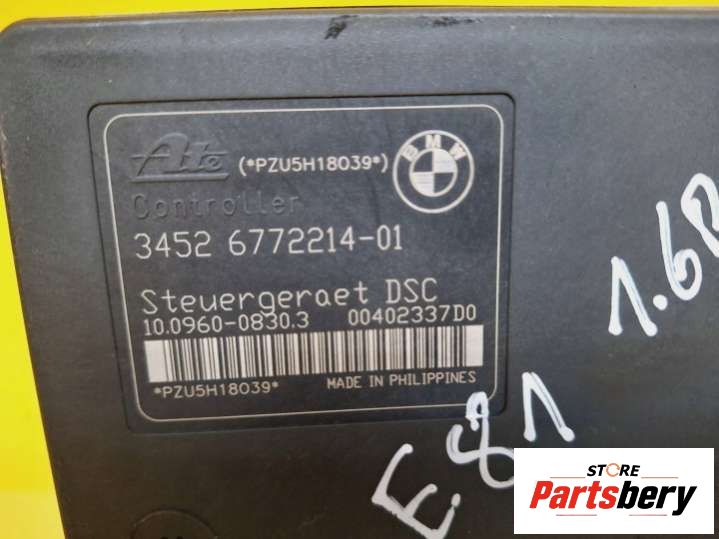 Ate
(*PZU5H18039*)
BMW
Controller
3452 6772214-01
Steuergeraet DSC
10.0960-0830.3 00402337D0
*PZU5H18039*
MADE IN PHILIPPINES
E81
STORE
Partsbery